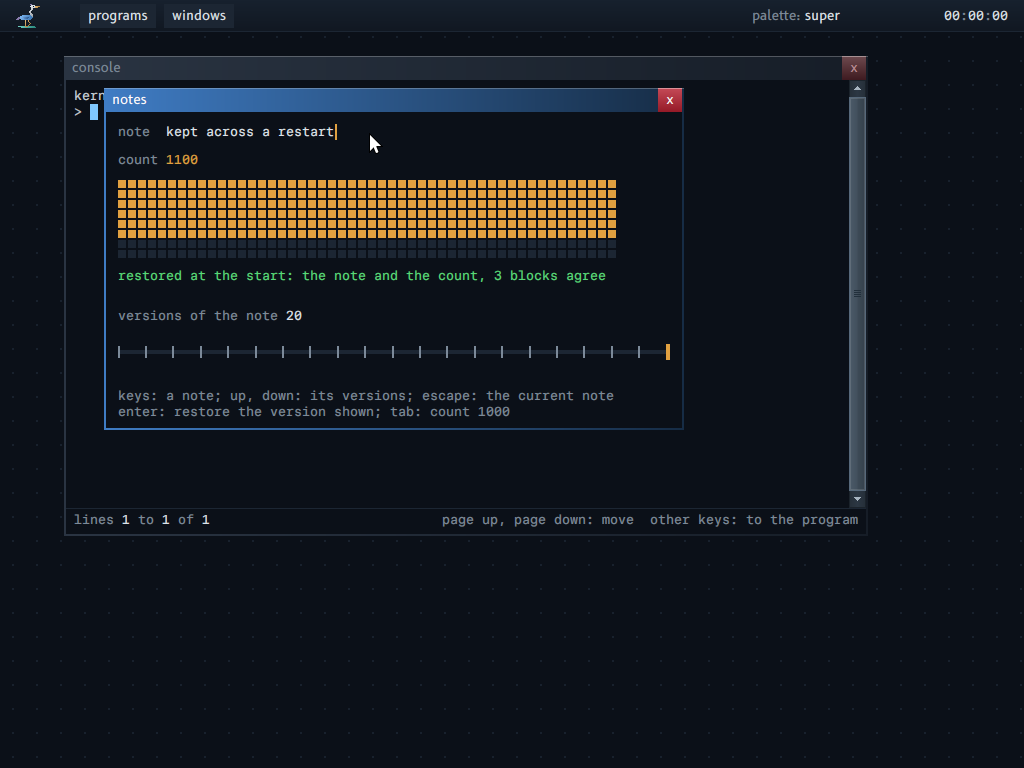 programs windows palette: super 00:00:00
console x
kern
>
notes x
note kept across a restart
count 1100
restored at the start: the note and the count, 3 blocks agree
versions of the note 20
keys: a note; up, down: its versions; escape: the current note
enter: restore the version shown; tab: count 1000
lines 1 to 1 of 1 page up, page down: move other keys: to the program